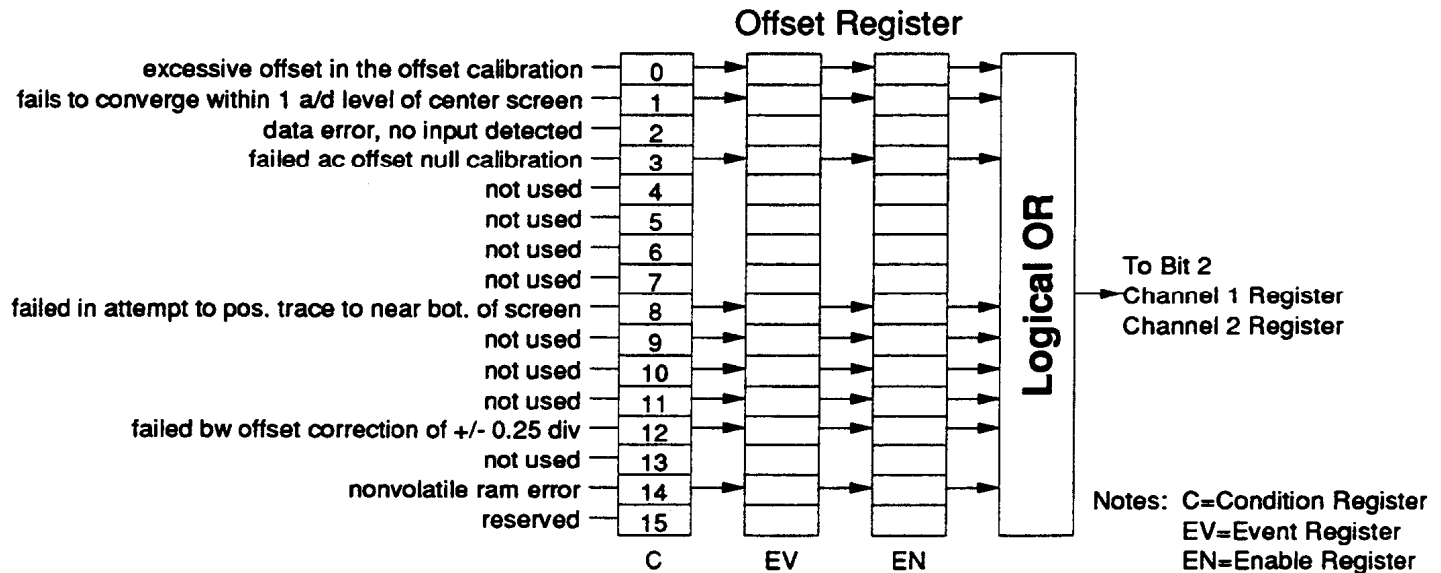 Offset Register
excessive offset in the offset calibration 0
fails to converge within 1 a/d level of center screen 1
data error, no input detected 2
failed ac offset null calibration 3
not used 4
not used 5
not used 6
not used 7
failed in attempt to pos. trace to near bot. of screen 8
not used 9
not used 10
not used 11
failed bw offset correction of +/- 0.25 div 12
not used 13
nonvolatile ram error 14
reserved 15
C EV EN
Logical OR
To Bit 2
Channel 1 Register
Channel 2 Register
Notes: C=Condition Register
EV=Event Register
EN=Enable Register